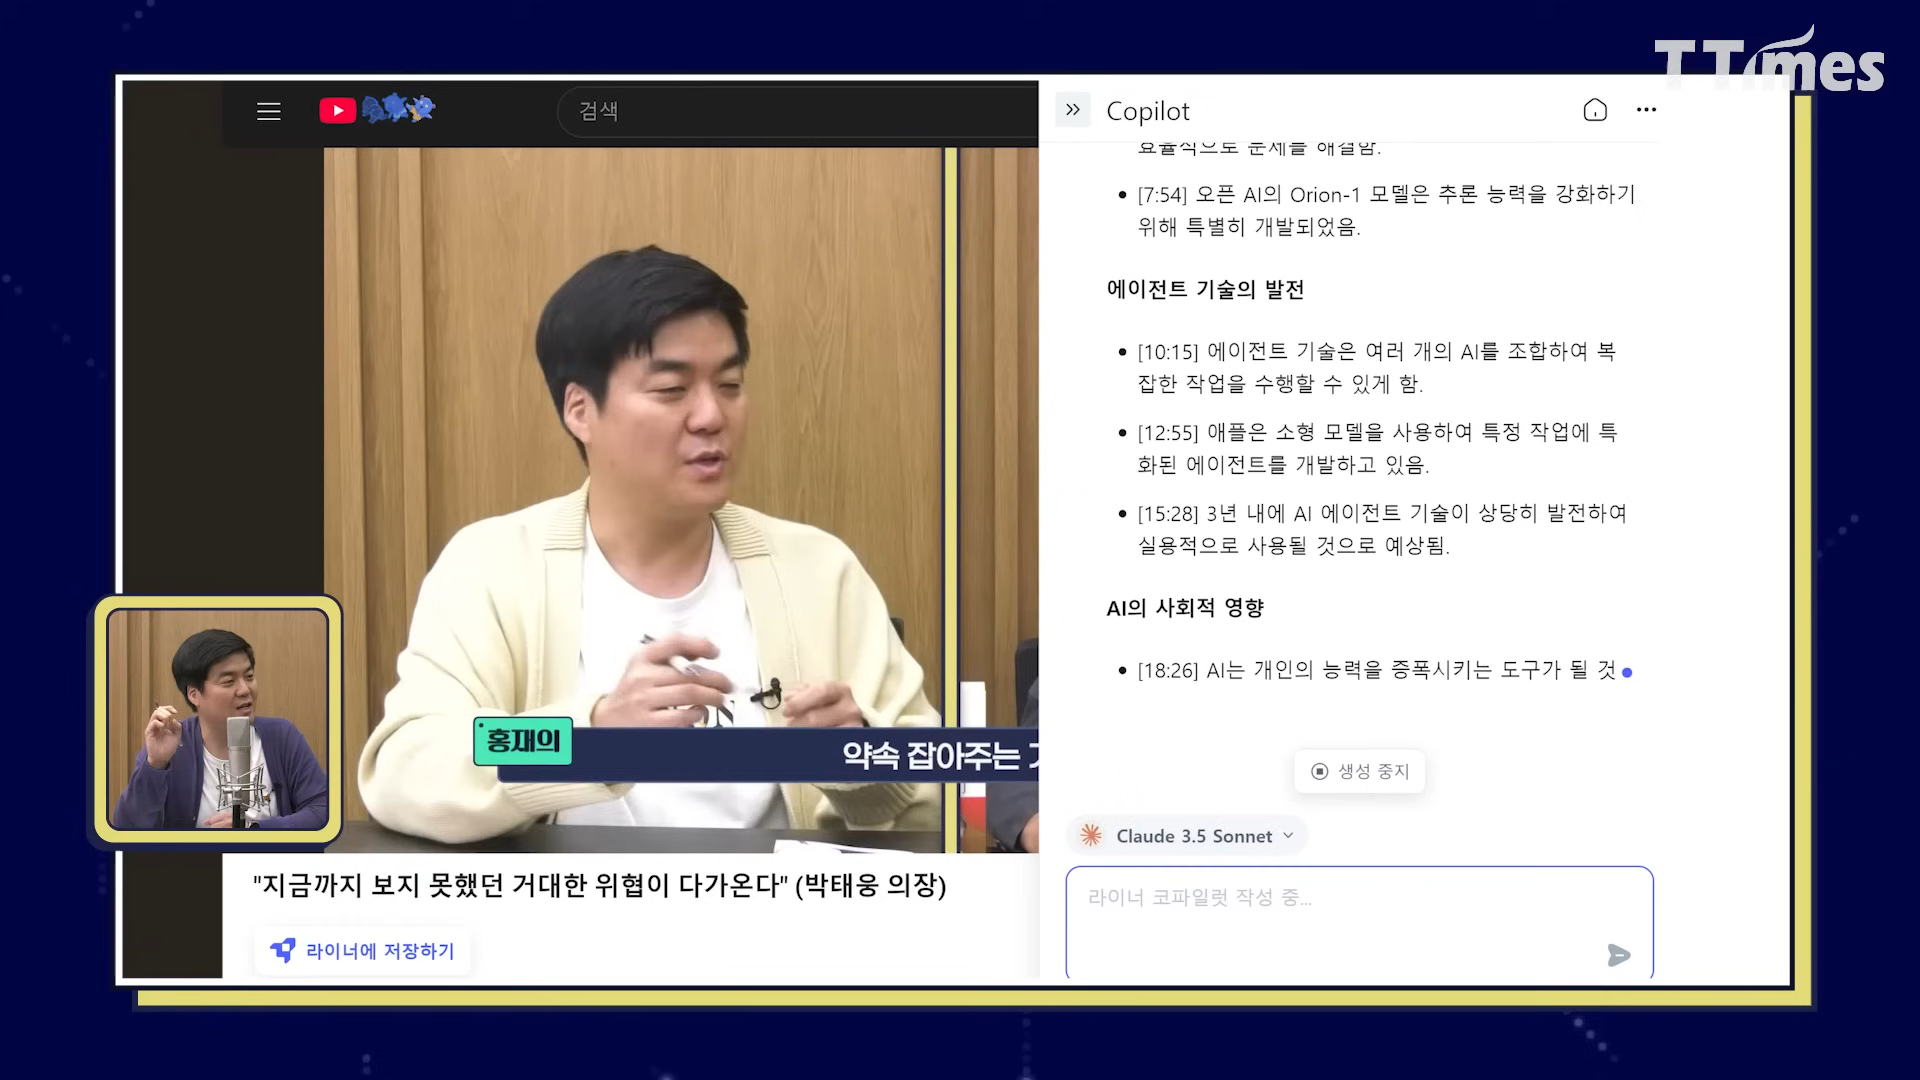 TTimes
검색
Copilot
효율적으로 문제를 해결함.
• [7:54] 오픈 AI의 Orion-1 모델은 추론 능력을 강화하기
위해 특별히 개발되었음.
에이전트 기술의 발전
• [10:15] 에이전트 기술은 여러 개의 AI를 조합하여 복
잡한 작업을 수행할 수 있게 함.
• [12:55] 애플은 소형 모델을 사용하여 특정 작업에 특
화된 에이전트를 개발하고 있음.
• [15:28] 3년 내에 AI 에이전트 기술이 상당히 발전하여
실용적으로 사용될 것으로 예상됨.
AI의 사회적 영향
• [18:26] AI는 개인의 능력을 증폭시키는 도구가 될 것
생성 중지
Claude 3.5 Sonnet
라이너 코파일럿 작성 중...
홍재의
약속 잡아주는
"지금까지 보지 못했던 거대한 위협이 다가온다" (박태웅 의장)
라이너에 저장하기